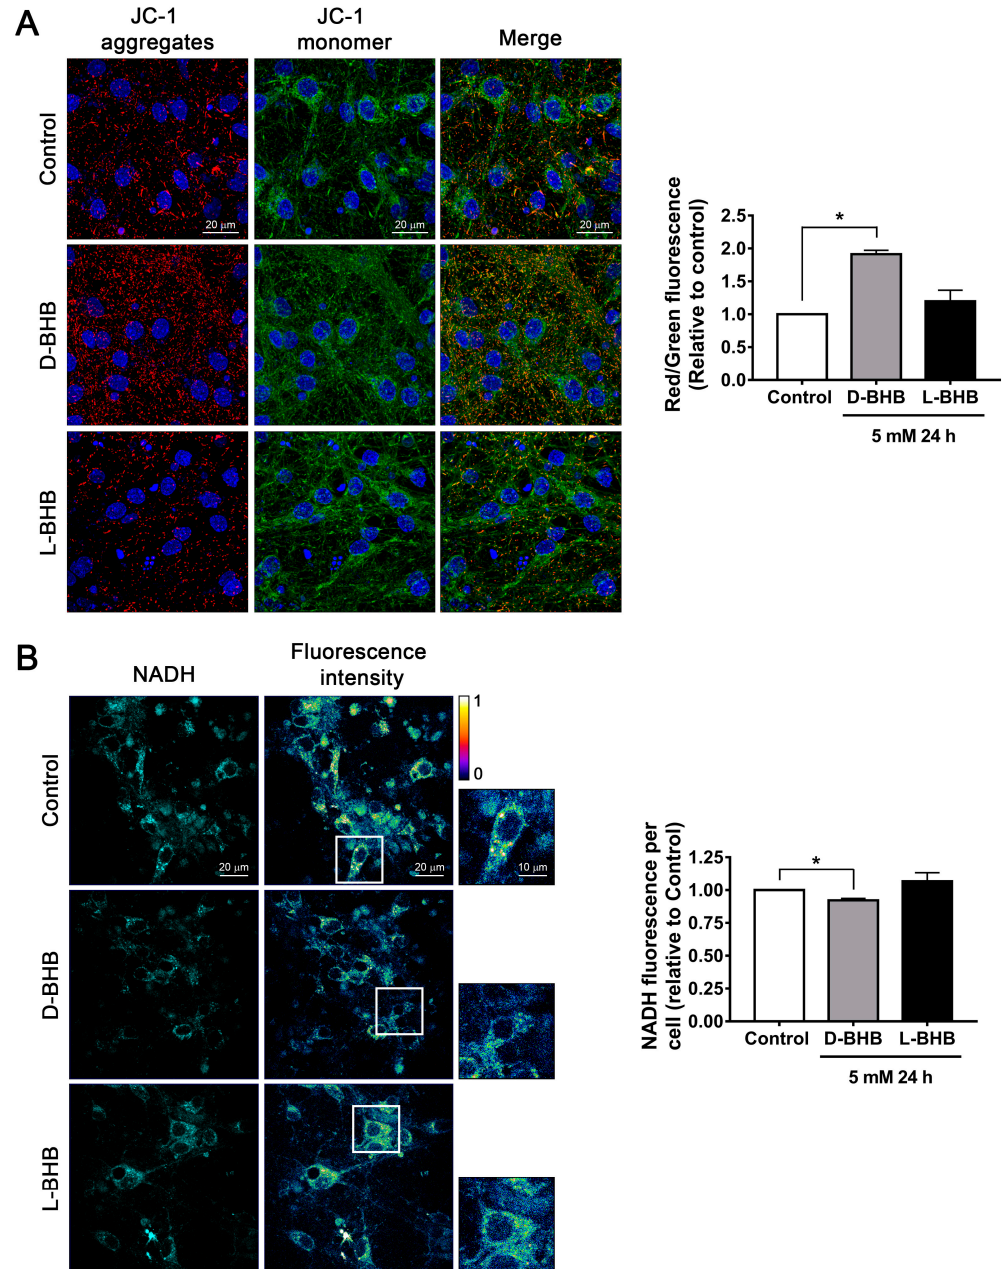 A
JC-1
aggregates
JC-1
monomer
Merge
Control
20 µm
20 µm
20 µm
D-BHB
L-BHB
Red/Green fluorescence
(Relative to control)
2.5
2.0
1.5
1.0
0.5
0.0
*
Control
D-BHB
L-BHB
5 mM 24 h
B
NADH
Fluorescence
intensity
1
0
Control
20 µm
20 µm
10 µm
D-BHB
L-BHB
NADH fluorescence per
cell (relative to Control)
1.25
1.00
0.75
0.50
0.25
0.00
*
Control
D-BHB
L-BHB
5 mM 24 h